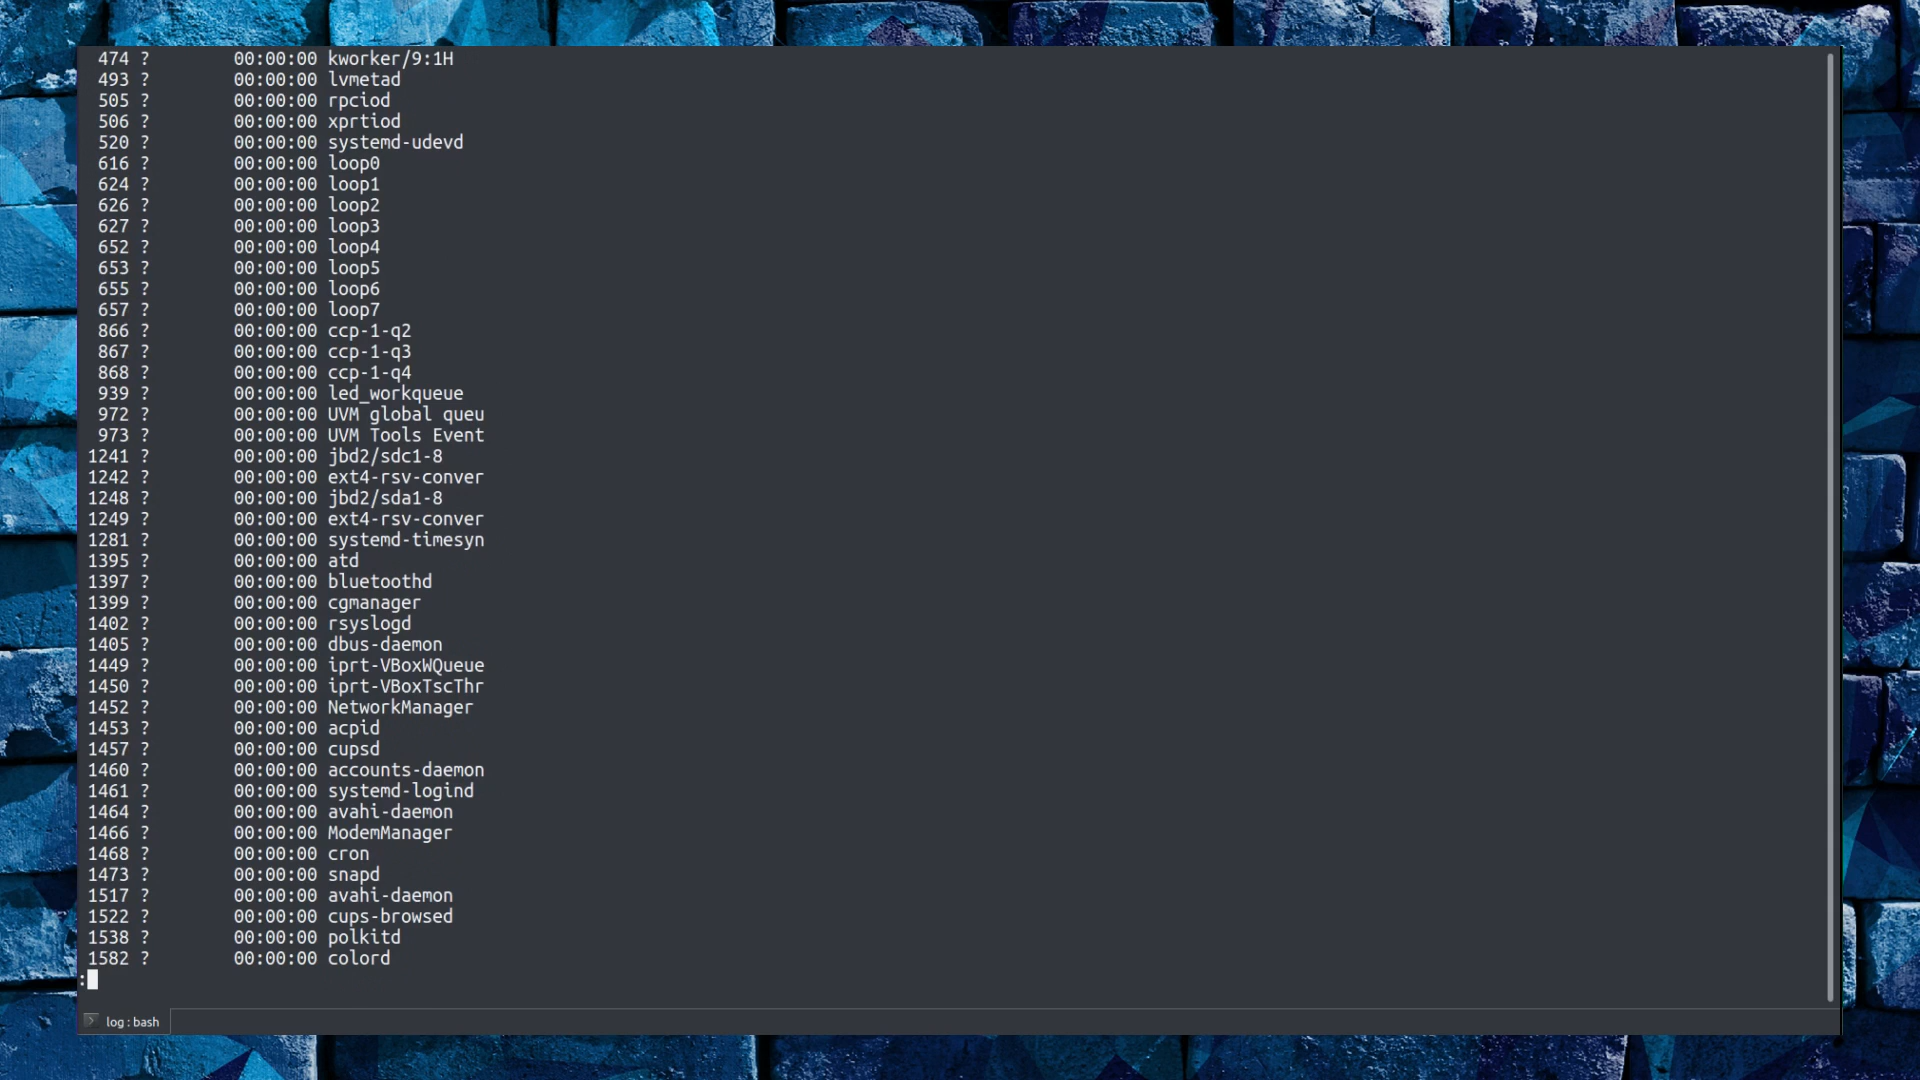 474 ?        00:00:00 kworker/9:1H
493 ?        00:00:00 lvmetad
505 ?        00:00:00 rpciod
506 ?        00:00:00 xprtiod
520 ?        00:00:00 systemd-udevd
616 ?        00:00:00 loop0
624 ?        00:00:00 loop1
626 ?        00:00:00 loop2
627 ?        00:00:00 loop3
652 ?        00:00:00 loop4
653 ?        00:00:00 loop5
655 ?        00:00:00 loop6
657 ?        00:00:00 loop7
866 ?        00:00:00 ccp-1-q2
867 ?        00:00:00 ccp-1-q3
868 ?        00:00:00 ccp-1-q4
939 ?        00:00:00 led_workqueue
972 ?        00:00:00 UVM global queu
973 ?        00:00:00 UVM Tools Event
1241 ?        00:00:00 jbd2/sdc1-8
1242 ?        00:00:00 ext4-rsv-conver
1248 ?        00:00:00 jbd2/sda1-8
1249 ?        00:00:00 ext4-rsv-conver
1281 ?        00:00:00 systemd-timesyn
1395 ?        00:00:00 atd
1397 ?        00:00:00 bluetoothd
1399 ?        00:00:00 cgmanager
1402 ?        00:00:00 rsyslogd
1405 ?        00:00:00 dbus-daemon
1449 ?        00:00:00 iprt-VBoxWQueue
1450 ?        00:00:00 iprt-VBoxTscThr
1452 ?        00:00:00 NetworkManager
1453 ?        00:00:00 acpid
1457 ?        00:00:00 cupsd
1460 ?        00:00:00 accounts-daemon
1461 ?        00:00:00 systemd-logind
1464 ?        00:00:00 avahi-daemon
1466 ?        00:00:00 ModemManager
1468 ?        00:00:00 cron
1473 ?        00:00:00 snapd
1517 ?        00:00:00 avahi-daemon
1522 ?        00:00:00 cups-browsed
1538 ?        00:00:00 polkitd
1582 ?        00:00:00 colord
:
log : bash